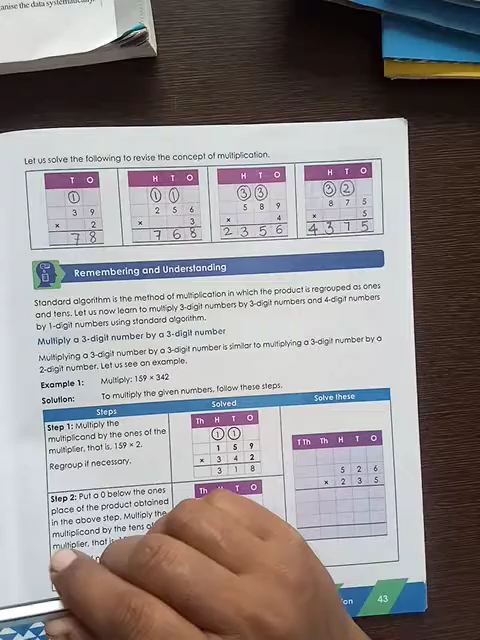 anise the data systematically.
Let us solve the following to revise the concept of multiplication.
T O
① 
3 9
× 2
7 8
H T O
① ①
2 5 6
× 3
7 6 8
H T O
③ ③
5 8 9
× 4
2 3 5 6
H T O
③ ②
8 7 5
× 5
4 3 7 5
Remembering and Understanding
Standard algorithm is the method of multiplication in which the product is regrouped as ones
and tens. Let us now learn to multiply 3-digit numbers by 3-digit numbers and 4-digit numbers
by 1-digit numbers using standard algorithm.
Multiply a 3-digit number by a 3-digit number
Multiplying a 3-digit number by a 3-digit number is similar to multiplying a 3-digit number by a
2-digit number. Let us see an example.
Example 1: Multiply: 159 × 342
Solution: To multiply the given numbers, follow these steps.
Steps Solved Solve these
Step 1: Multiply the
multiplicand by the ones of
the multiplier, that is, 159 × 2.
Regroup if necessary.
Th H T O
① ①
1 5 9
× 3 4 2
3 1 8
T Th Th H T O
5 2 6
× 2 3 5
Step 2: Put a 0 below the ones
place of the product obtained
in the above step. Multiply the
multiplicand by the tens of
multiplier, that
Th H T O
on 43